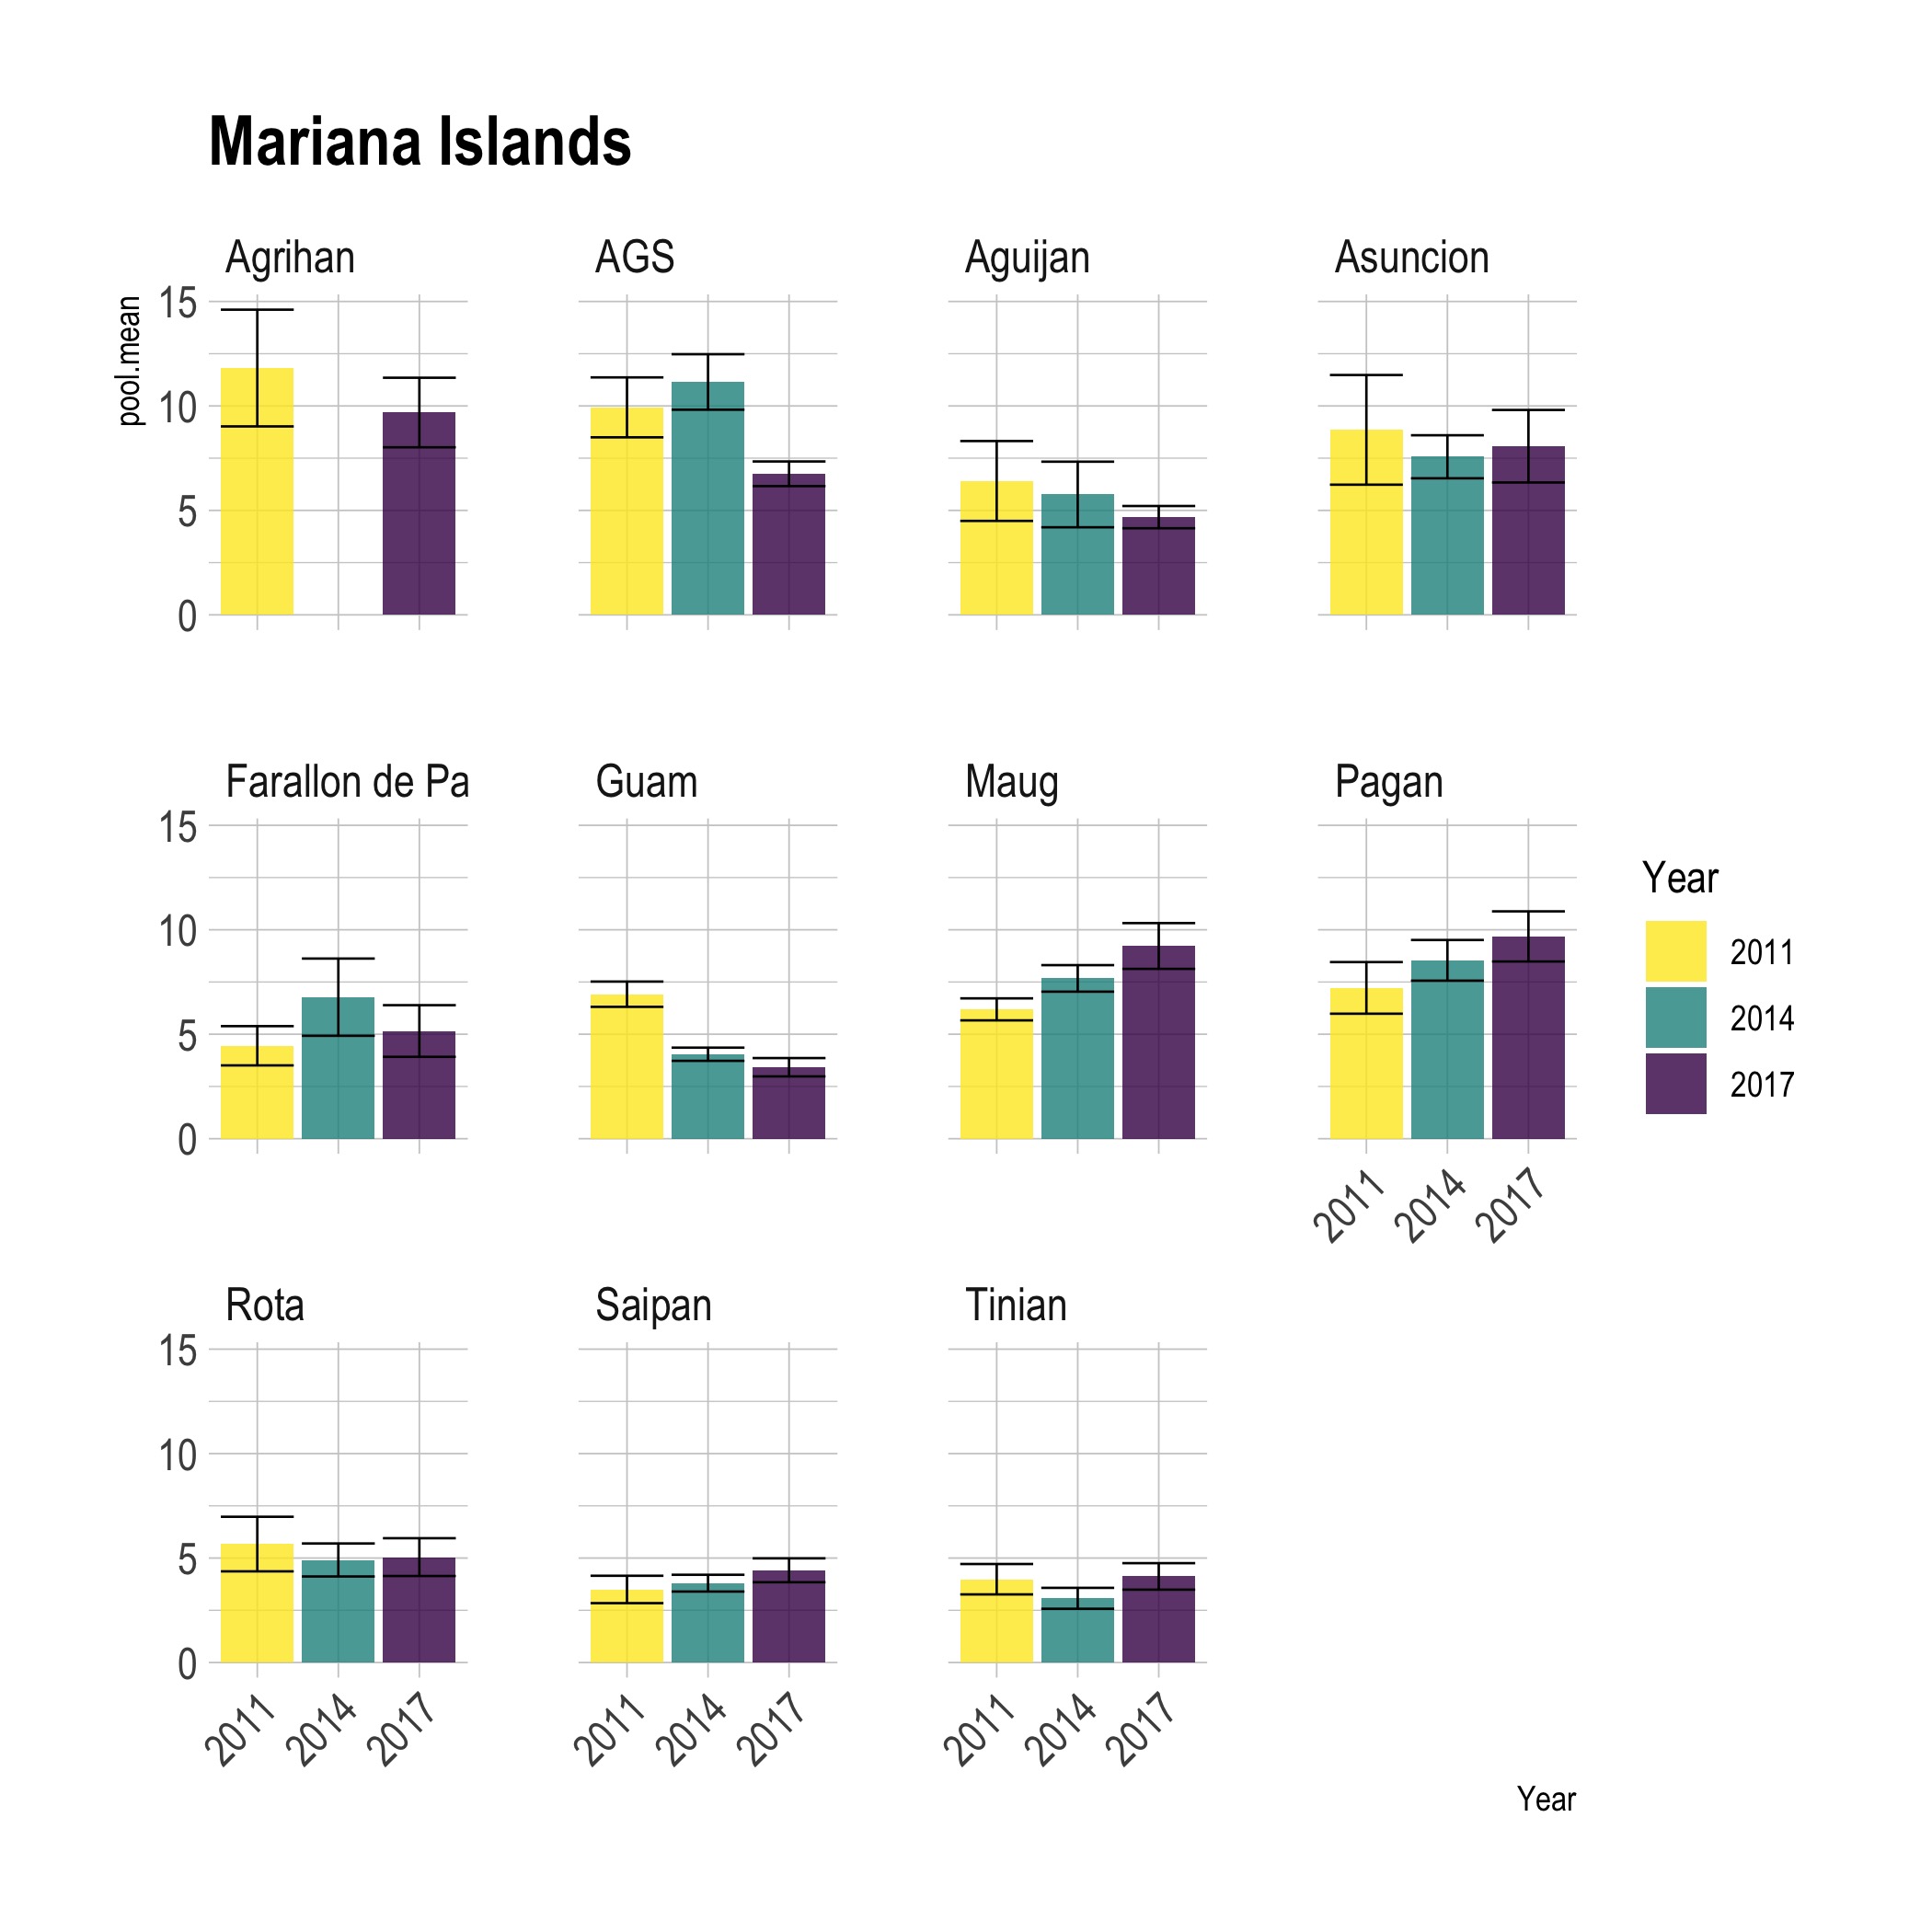 Mariana Islands
Agrihan AGS Aguijan Asuncion
pool.mean
15
10
5
0
Farallon de Pa Guam Maug Pagan
15
10
5
0
2011 2014 2017
Year
2011
2014
2017
Rota Saipan Tinian
15
10
5
0
2011 2014 2017 2011 2014 2017 2011 2014 2017
Year